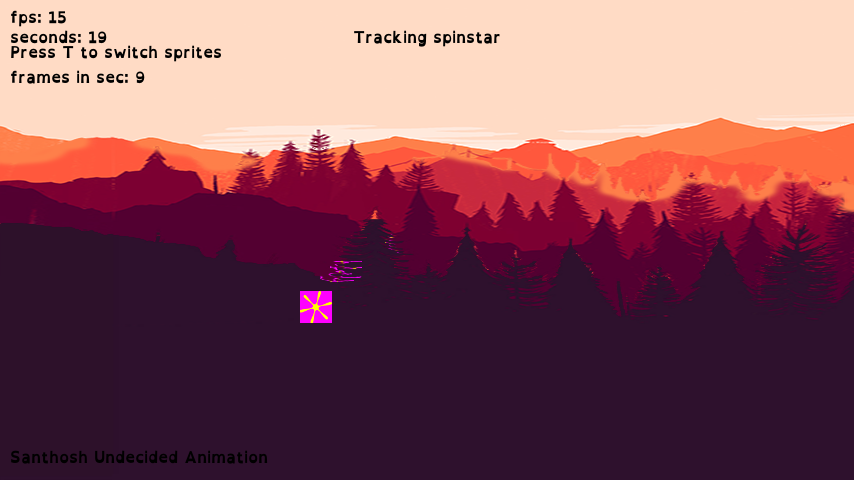 fps: 15
seconds: 19
Tracking spinstar
Press T to switch sprites
frames in sec: 9
Santhosh Undecided Animation